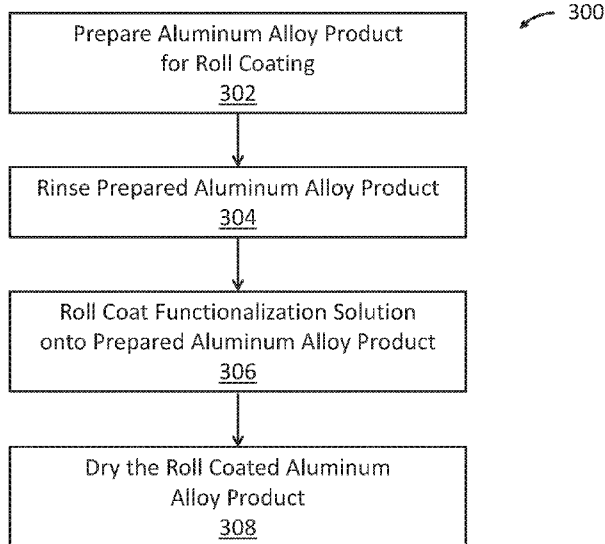 300
Prepare Aluminum Alloy Product
for Roll Coating
302
Rinse Prepared Aluminum Alloy Product
304
Roll Coat Functionalization Solution
onto Prepared Aluminum Alloy Product
306
Dry the Roll Coated Aluminum
Alloy Product
308